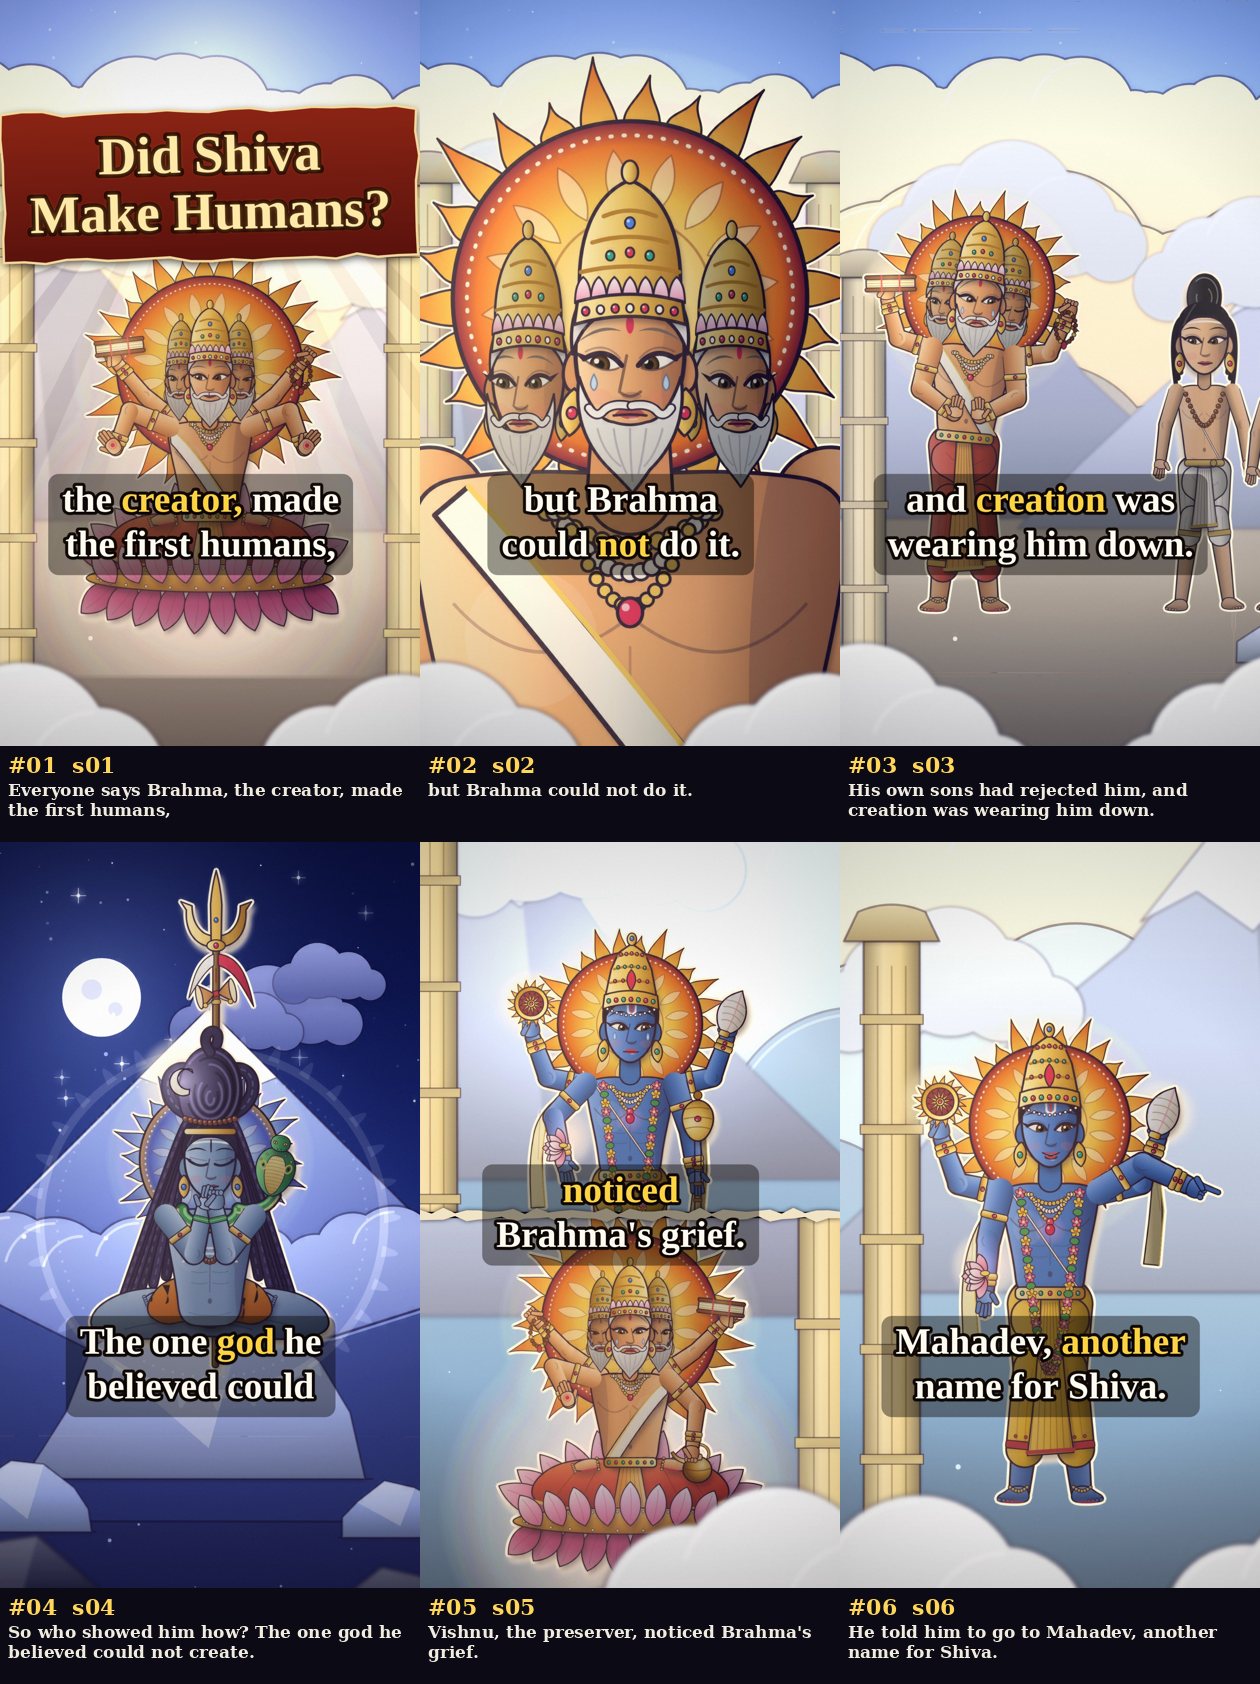 Did Shiva
Make Humans?
the creator, made
the first humans,
#01 s01
Everyone says Brahma, the creator, made
the first humans,
but Brahma
could not do it.
#02 s02
but Brahma could not do it.
and creation was
wearing him down.
#03 s03
His own sons had rejected him, and
creation was wearing him down.
The one god he
believed could
#04 s04
So who showed him how? The one god he
believed could not create.
noticed
Brahma's grief.
#05 s05
Vishnu, the preserver, noticed Brahma's
grief.
Mahadev, another
name for Shiva.
#06 s06
He told him to go to Mahadev, another
name for Shiva.